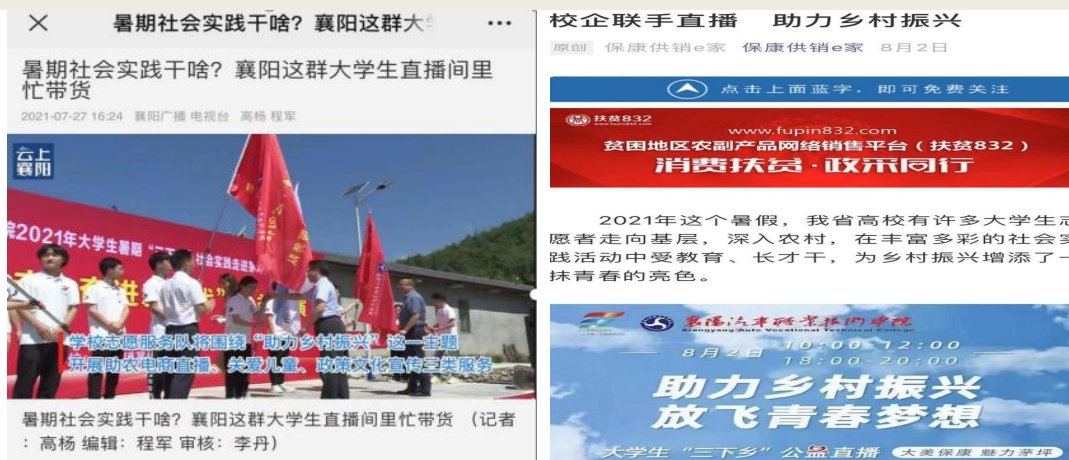 暑期社会实践干啥？襄阳这群大
暑期社会实践干啥？襄阳这群大学生直播间里
忙带货
2021-07-27 16:24 襄阳广播电视台 高杨 程军
云上
襄阳
院2021年大学生暑期“三下
社会实践走进
学校志愿服务队将围绕“助力乡村振兴”这一主题
开展助农电商直播、关爱儿童、政策文化宣传三类服务
暑期社会实践干啥？襄阳这群大学生直播间里忙带货 （记者
：高杨 编辑：程军 审核：李丹）
校企联手直播 助力乡村振兴
原创 保康供销e家 保康供销e家 8月2日
点击上面蓝字，即可免费关注
扶贫832
www.fupin832.com
贫困地区农副产品网络销售平台（扶贫832）
消费扶贫·政采同行
2021年这个暑假，我省高校有许多大学生志
愿者走向基层，深入农村，在丰富多彩的社会实
践活动中受教育、长才干，为乡村振兴增添了一
抹青春的亮色。
襄阳汽车职业技术学院
Xiangyang Auto Vocational Technical College
8月2日 10:00-12:00
18:00-20:00
助力乡村振兴
放飞青春梦想
大学生“三下乡”公益直播 大美保康 魅力茅坪